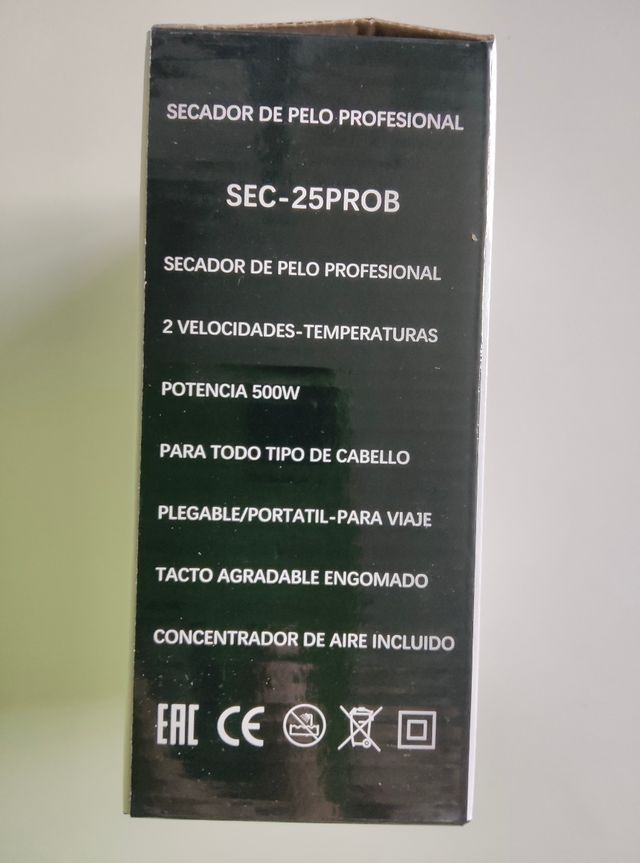 SECADOR DE PELO PROFESIONAL
SEC-25PROB
SECADOR DE PELO PROFESIONAL
2 VELOCIDADES-TEMPERATURAS
POTENCIA 500W
PARA TODO TIPO DE CABELLO
PLEGABLE/PORTATIL-PARA VIAJE
TACTO AGRADABLE ENGOMADO
CONCENTRADOR DE AIRE INCLUIDO
EAC CE